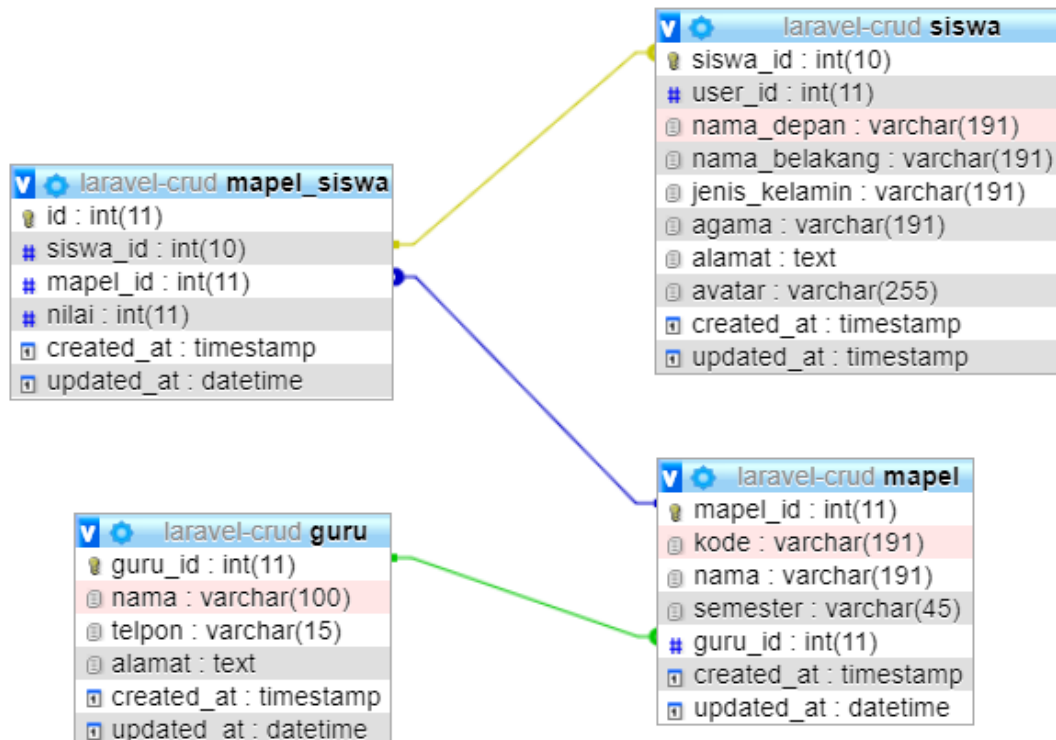 laravel-crud siswa
siswa_id : int(10)
user_id : int(11)
nama_depan : varchar(191)
nama_belakang : varchar(191)
jenis_kelamin : varchar(191)
agama : varchar(191)
alamat : text
avatar : varchar(255)
created_at : timestamp
updated_at : timestamp
laravel-crud mapel_siswa
id : int(11)
siswa_id : int(10)
mapel_id : int(11)
nilai : int(11)
created_at : timestamp
updated_at : datetime
laravel-crud mapel
mapel_id : int(11)
kode : varchar(191)
nama : varchar(191)
semester : varchar(45)
guru_id : int(11)
created_at : timestamp
updated_at : datetime
laravel-crud guru
guru_id : int(11)
nama : varchar(100)
telpon : varchar(15)
alamat : text
created_at : timestamp
updated_at : datetime